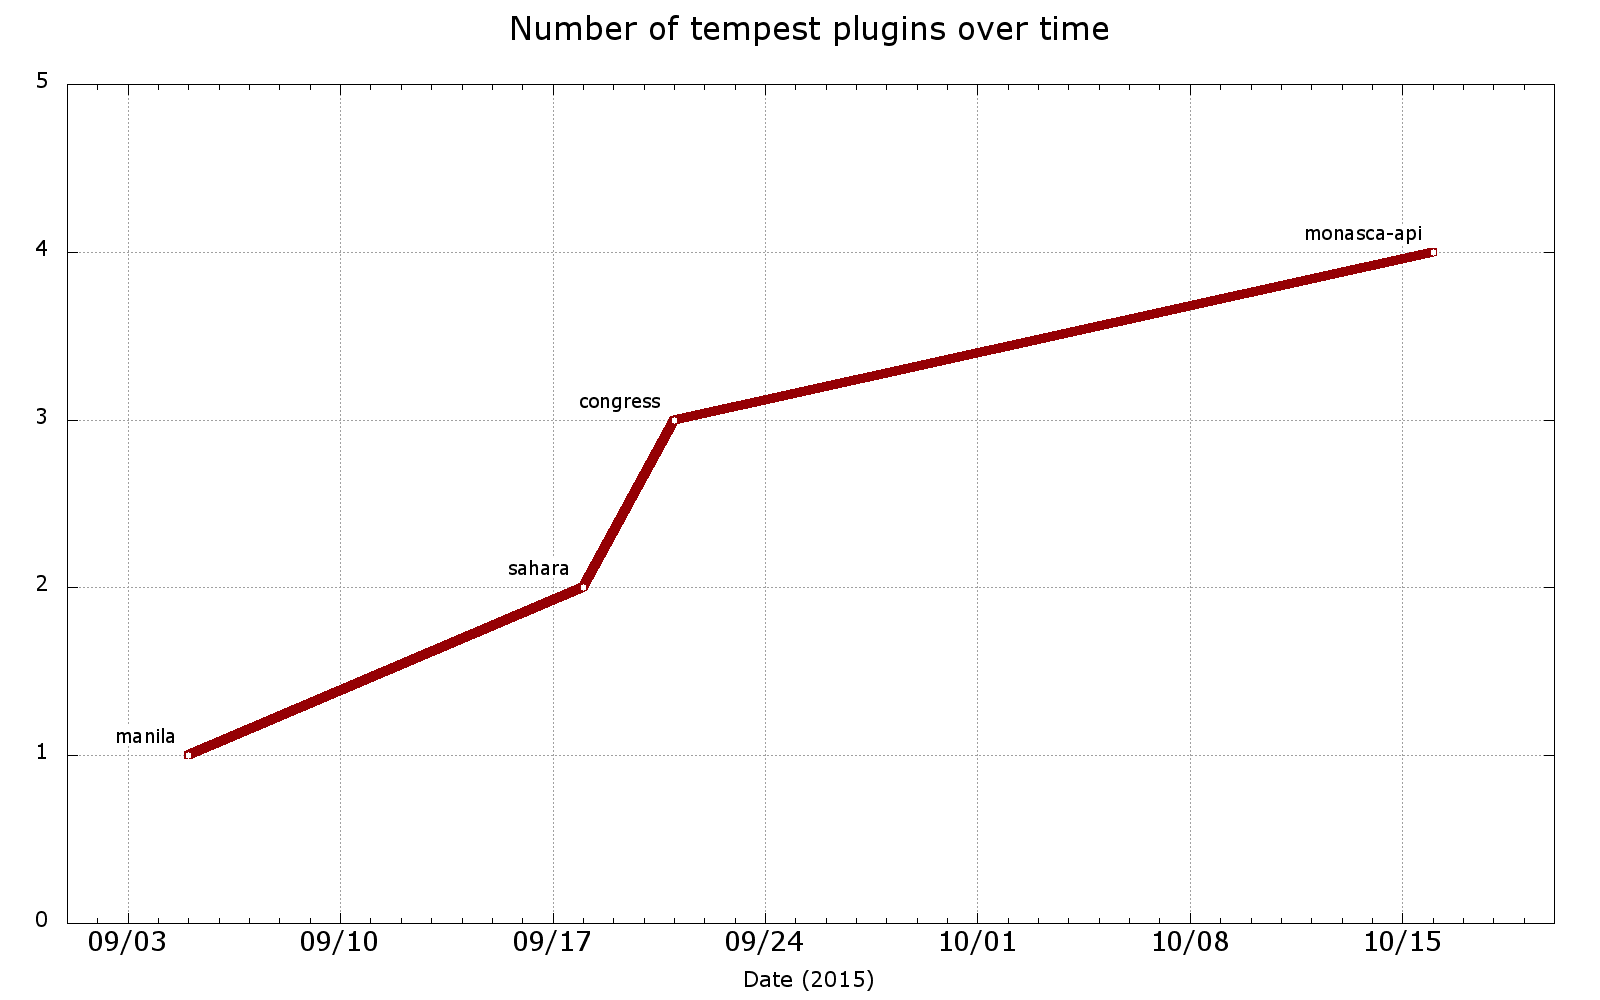 Number of tempest plugins over time
5
4
3
2
1
0
monasca-api
congress
sahara
manila
09/03 09/10 09/17 09/24 10/01 10/08 10/15
Date (2015)